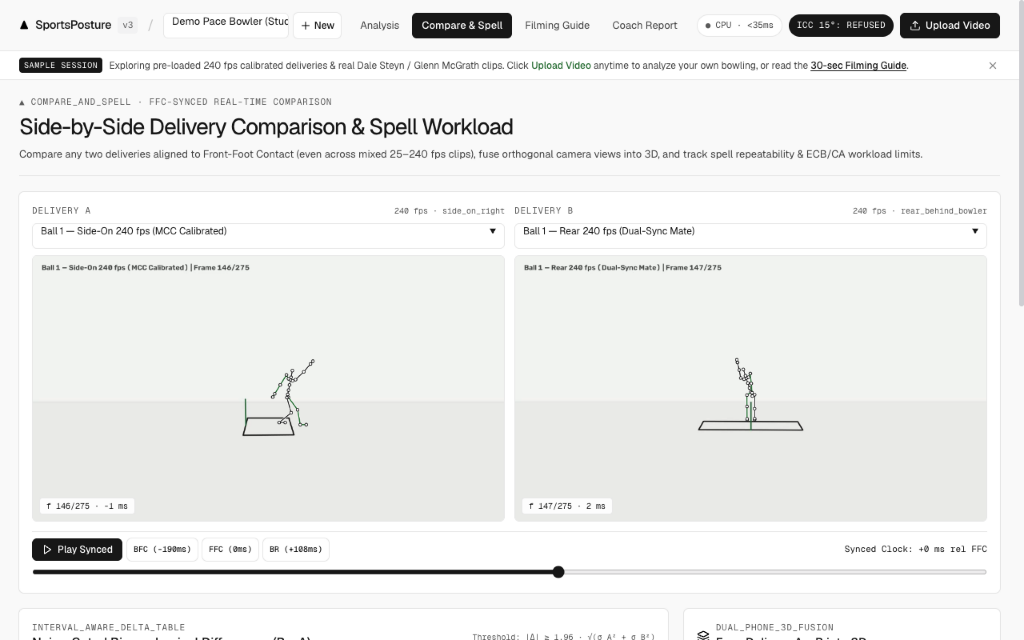 SportsPosture v3 / Demo Pace Bowler (Stuc + New Analysis Compare & Spell Filming Guide Coach Report CPU · <35ms ICC 15°: REFUSED Upload Video
SAMPLE SESSION Exploring pre-loaded 240 fps calibrated deliveries & real Dale Steyn / Glenn McGrath clips. Click Upload Video anytime to analyze your own bowling, or read the 30-sec Filming Guide.
▲ COMPARE_AND_SPELL · FFC-SYNCED REAL-TIME COMPARISON
Side-by-Side Delivery Comparison & Spell Workload
Compare any two deliveries aligned to Front-Foot Contact (even across mixed 25–240 fps clips), fuse orthogonal camera views into 3D, and track spell repeatability & ECB/CA workload limits.
DELIVERY A 240 fps · side_on_right
Ball 1 — Side-On 240 fps (MCC Calibrated)
Ball 1 — Side-On 240 fps (MCC Calibrated) | Frame 146/275
f 146/275 · -1 ms
DELIVERY B 240 fps · rear_behind_bowler
Ball 1 — Rear 240 fps (Dual-Sync Mate)
Ball 1 — Rear 240 fps (Dual-Sync Mate) | Frame 147/275
f 147/275 · 2 ms
Play Synced BFC (-190ms) FFC (0ms) BR (+108ms) Synced Clock: +0 ms rel FFC
INTERVAL_AWARE_DELTA_TABLE
Threshold: |Δ| ≥ 1.96 · √(σ_A² + σ_B²)
DUAL_PHONE_3D_FUSION